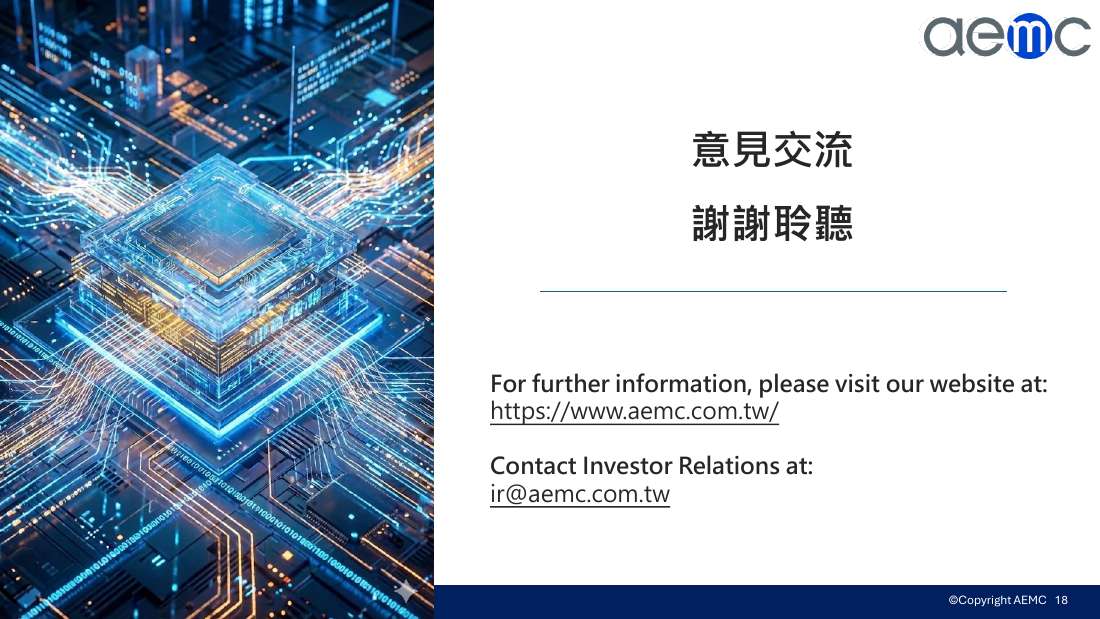 aemc
意見交流
謝謝聆聽
For further information, please visit our website at:
https://www.aemc.com.tw/
Contact Investor Relations at:
ir@aemc.com.tw
©Copyright AEMC 18